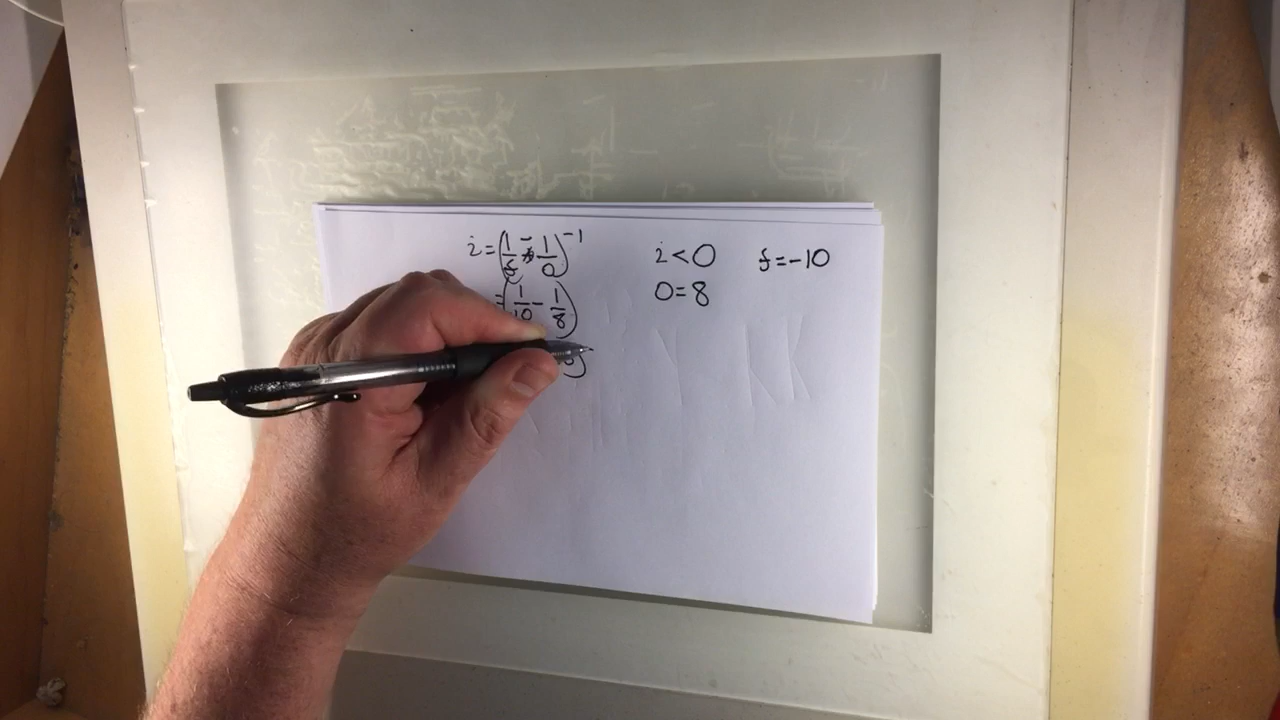 i = (1/f - 1/o)^-1
i < 0
f = -10
o = 8
= (1/10 - 1/8)